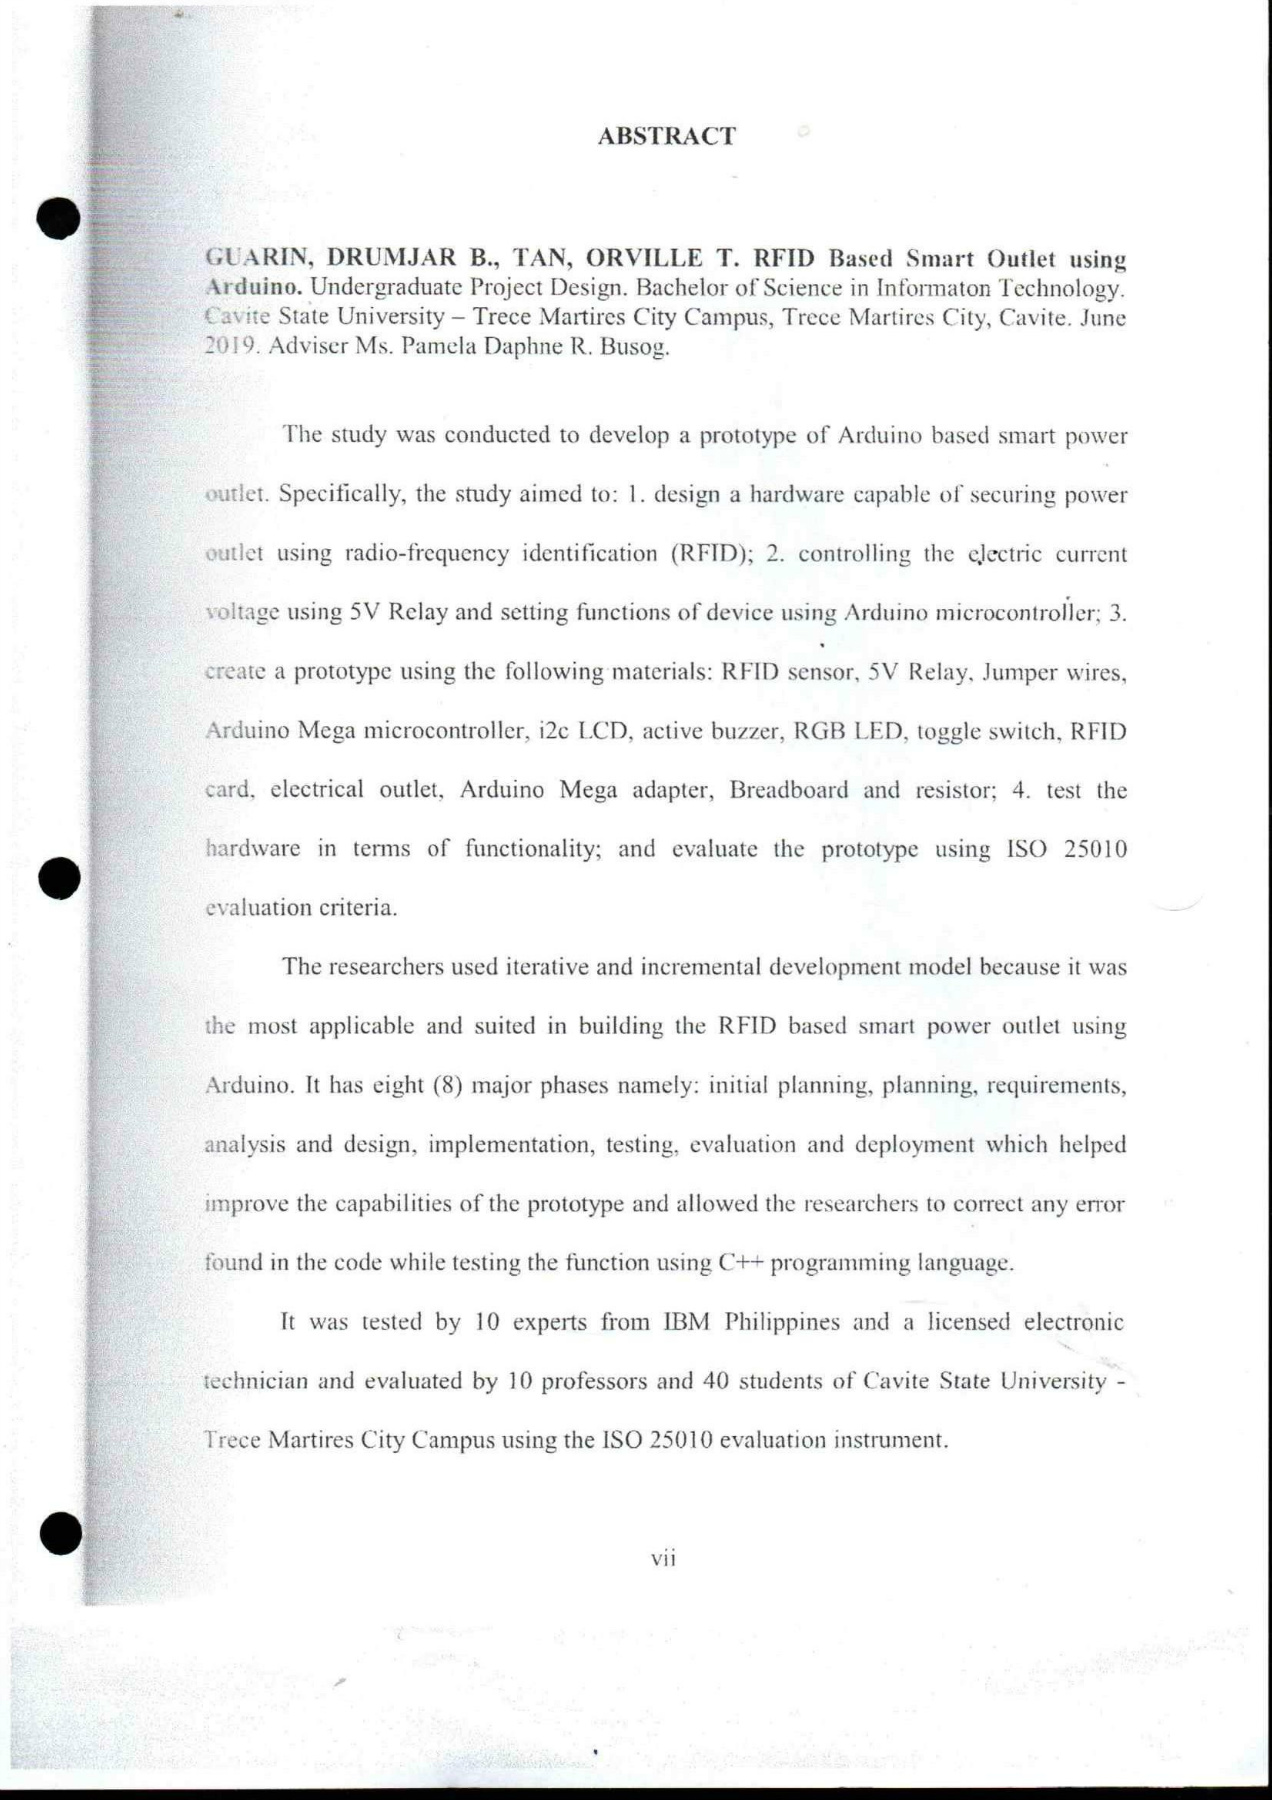 ABSTRACT
GUARIN, DRUMJAR B., TAN, ORVILLE T. RFID Based Smart Outlet using
Arduino. Undergraduate Project Design. Bachelor of Science in Informaton Technology.
Cavite State University – Trece Martires City Campus, Trece Martires City, Cavite. June
2019. Adviser Ms. Pamela Daphne R. Busog.
The study was conducted to develop a prototype of Arduino based smart power
outlet. Specifically, the study aimed to: 1. design a hardware capable of securing power
outlet using radio-frequency identification (RFID); 2. controlling the electric current
voltage using 5V Relay and setting functions of device using Arduino microcontroller; 3.
create a prototype using the following materials: RFID sensor, 5V Relay, Jumper wires,
Arduino Mega microcontroller, i2c LCD, active buzzer, RGB LED, toggle switch, RFID
card, electrical outlet, Arduino Mega adapter, Breadboard and resistor; 4. test the
hardware in terms of functionality; and evaluate the prototype using ISO 25010
evaluation criteria.
The researchers used iterative and incremental development model because it was
the most applicable and suited in building the RFID based smart power outlet using
Arduino. It has eight (8) major phases namely: initial planning, planning, requirements,
analysis and design, implementation, testing, evaluation and deployment which helped
improve the capabilities of the prototype and allowed the researchers to correct any error
found in the code while testing the function using C++ programming language.
It was tested by 10 experts from IBM Philippines and a licensed electronic
technician and evaluated by 10 professors and 40 students of Cavite State University -
Trece Martires City Campus using the ISO 25010 evaluation instrument.
vii